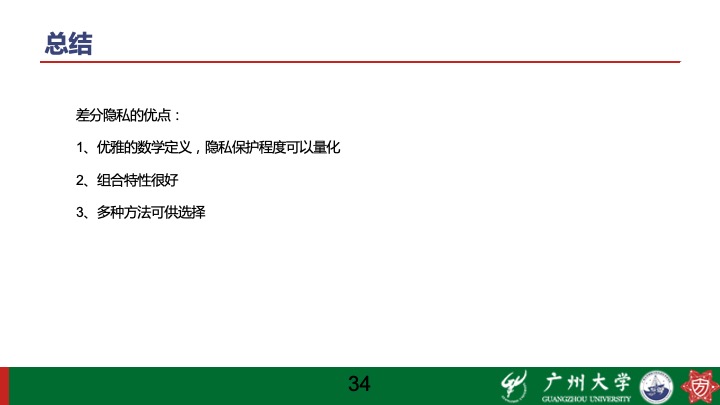 总结
差分隐私的优点：
1、优雅的数学定义，隐私保护程度可以量化
2、组合特性很好
3、多种方法可供选择
34
广州大学
GUANGZHOU UNIVERSITY